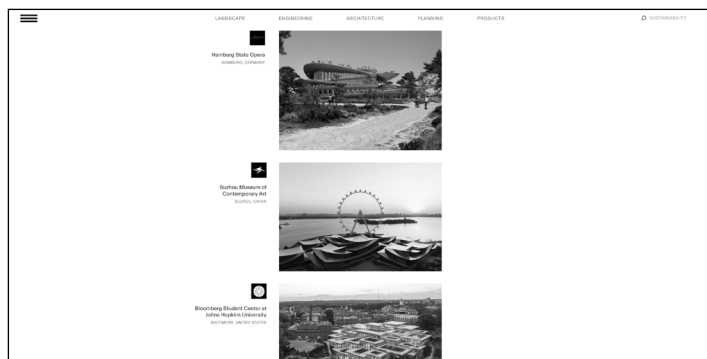 LANDSCAPE ENGINEERING ARCHITECTURE PLANNING PRODUCTS SUSTAINABILITY
Hamburg State Opera
HAMBURG, GERMANY
Suzhou Museum of
Contemporary Art
SUZHOU, CHINA
Bloomberg Student Center at
Johns Hopkins University
BALTIMORE, UNITED STATES